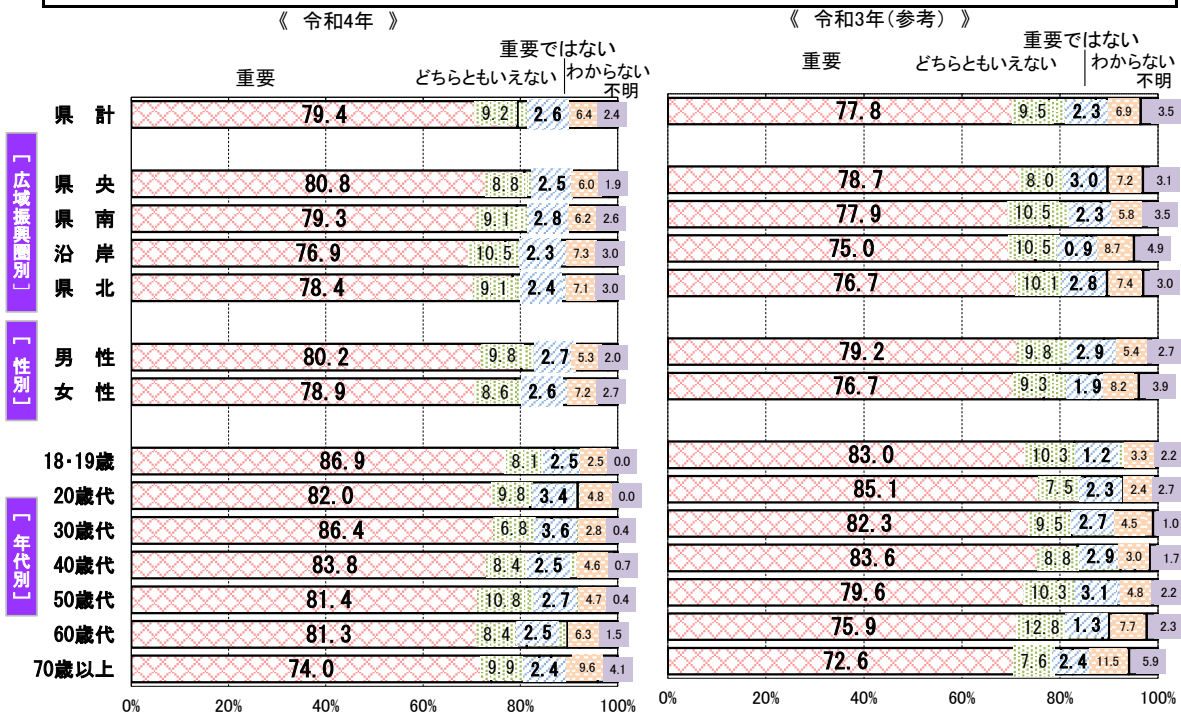 《 令和4年 》
《 令和3年(参考) 》
重要
どちらともいえない
重要ではない
わからない
不明
重要
どちらともいえない
重要ではない
わからない
不明
県 計 79.4 9.2 2.6 6.4 2.4 77.8 9.5 2.3 6.9 3.5
[ 広域振興圏別 ]
県 央 80.8 8.8 2.5 6.0 1.9 78.7 8.0 3.0 7.2 3.1
県 南 79.3 9.1 2.8 6.2 2.6 77.9 10.5 2.3 5.8 3.5
沿 岸 76.9 10.5 2.3 7.3 3.0 75.0 10.5 0.9 8.7 4.9
県 北 78.4 9.1 2.4 7.1 3.0 76.7 10.1 2.8 7.4 3.0
[ 性別 ]
男 性 80.2 9.8 2.7 5.3 2.0 79.2 9.8 2.9 5.4 2.7
女 性 78.9 8.6 2.6 7.2 2.7 76.7 9.3 1.9 8.2 3.9
[ 年代別 ]
18・19歳 86.9 8.1 2.5 2.5 0.0 83.0 10.3 1.2 3.3 2.2
20歳代 82.0 9.8 3.4 4.8 0.0 85.1 7.5 2.3 2.4 2.7
30歳代 86.4 6.8 3.6 2.8 0.4 82.3 9.5 2.7 4.5 1.0
40歳代 83.8 8.4 2.5 4.6 0.7 83.6 8.8 2.9 3.0 1.7
50歳代 81.4 10.8 2.7 4.7 0.4 79.6 10.3 3.1 4.8 2.2
60歳代 81.3 8.4 2.5 6.3 1.5 75.9 12.8 1.3 7.7 2.3
70歳以上 74.0 9.9 2.4 9.6 4.1 72.6 7.6 2.4 11.5 5.9
0% 20% 40% 60% 80% 100% 0% 20% 40% 60% 80% 100%